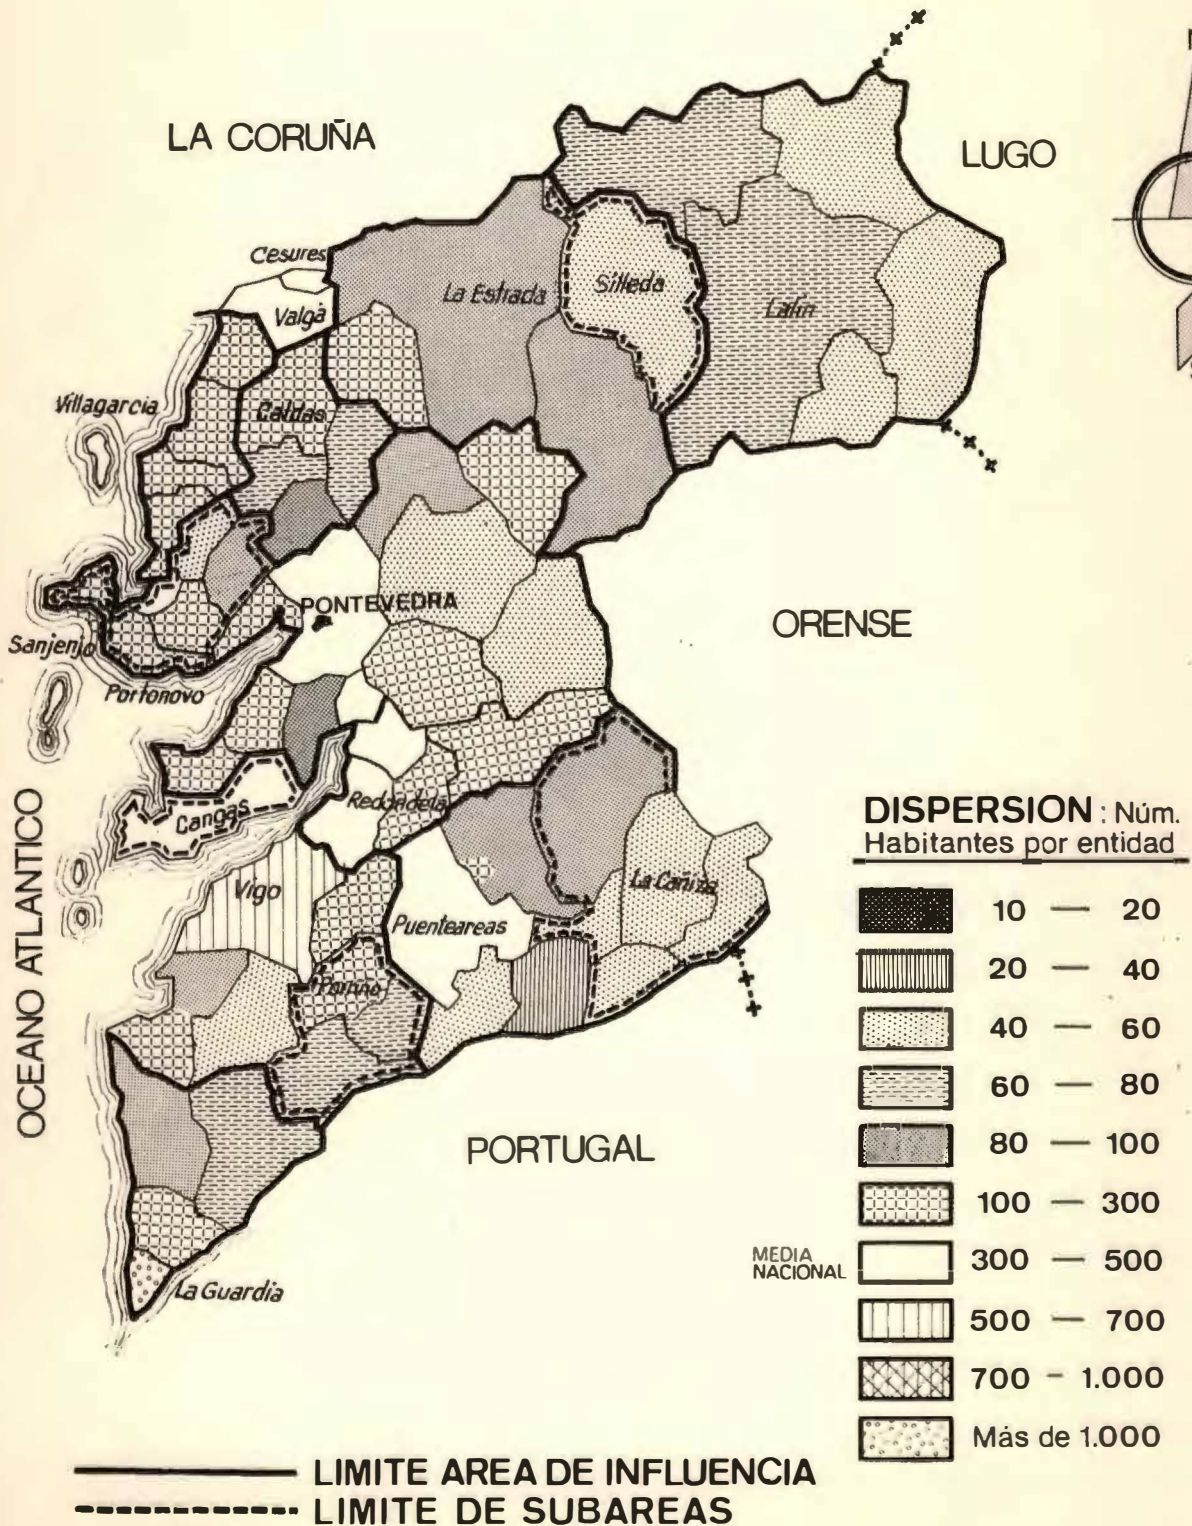 N
LA CORUÑA
LUGO
Cesures
Valga
La Estrada
Silleda
Lalín
Villagarcia
Caldas
PONTEVEDRA
ORENSE
Sanjenjo
Portonovo
Redondela
Cangas
Vigo
Puenteareas
La Cañiza
Porriño
OCEANO ATLANTICO
PORTUGAL
La Guardia
DISPERSION : Núm.
Habitantes por entidad
10 — 20
20 — 40
40 — 60
60 — 80
80 — 100
100 — 300
MEDIA
NACIONAL
300 — 500
500 — 700
700 - 1.000
Más de 1.000
LIMITE AREA DE INFLUENCIA
LIMITE DE SUBAREAS